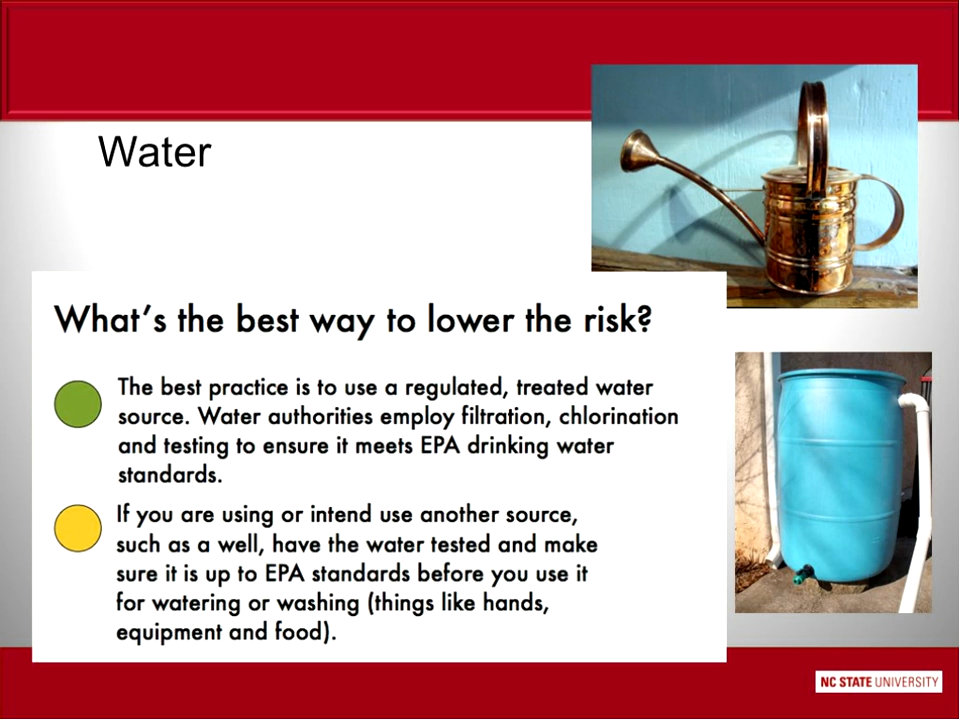 Water
What's the best way to lower the risk?
The best practice is to use a regulated, treated water
source. Water authorities employ filtration, chlorination
and testing to ensure it meets EPA drinking water
standards.
If you are using or intend use another source,
such as a well, have the water tested and make
sure it is up to EPA standards before you use it
for watering or washing (things like hands,
equipment and food).
NC STATE UNIVERSITY